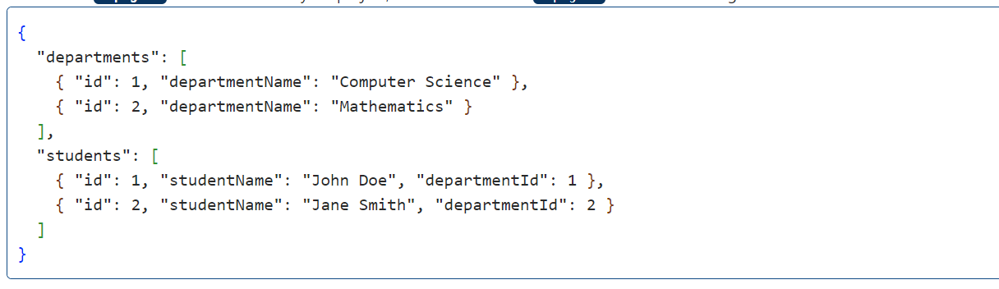 {
  "departments": [
    { "id": 1, "departmentName": "Computer Science" },
    { "id": 2, "departmentName": "Mathematics" }
  ],
  "students": [
    { "id": 1, "studentName": "John Doe", "departmentId": 1 },
    { "id": 2, "studentName": "Jane Smith", "departmentId": 2 }
  ]
}